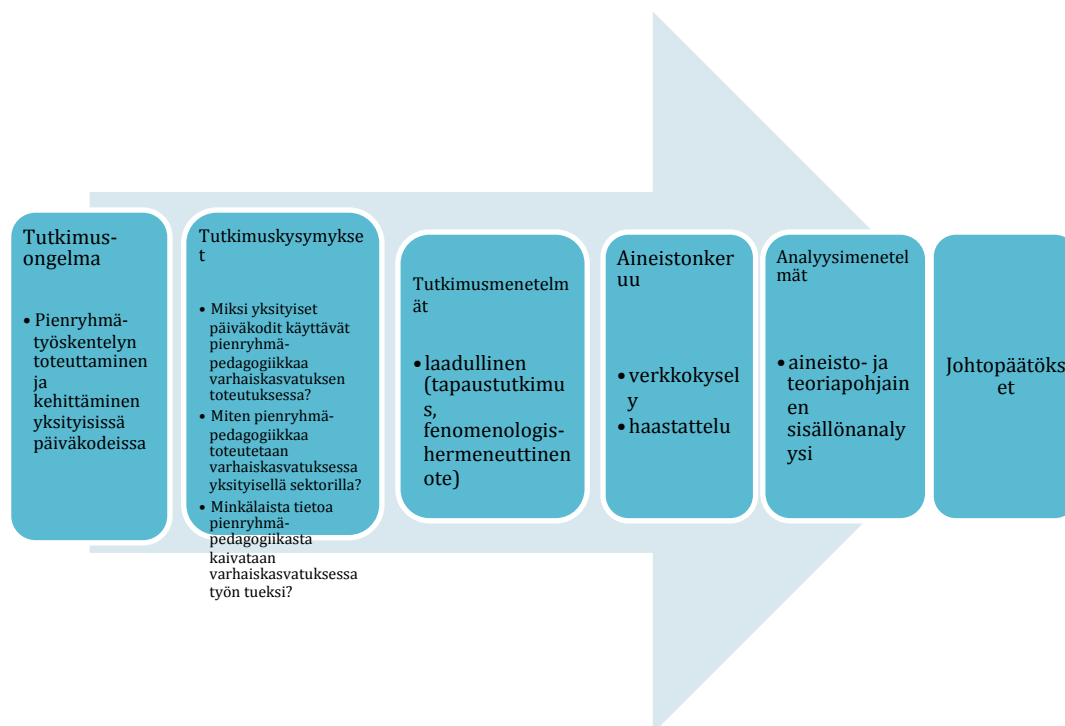 Tutkimus-
ongelma
• Pienryhmä-
työskentelyn
toteuttaminen
ja
kehittäminen
yksityisissä
päiväkodeissa
Tutkimuskysymykse
t
• Miksi yksityiset
päiväkodit käyttävät
pienryhmä-
pedagogiikkaa
varhaiskasvatuksen
toteutuksessa?
• Miten pienryhmä-
pedagogiikkaa
toteutetaan
varhaiskasvatuksessa
yksityisellä sektorilla?
• Minkälaista tietoa
pienryhmä-
pedagogiikasta
kaivataan
varhaiskasvatuksessa
työn tueksi?
Tutkimusmenetelm
ät
• laadullinen
(tapaustutkimu
s,
fenomenologis-
hermeneuttinen
ote)
Aineistonker
uu
• verkkokysel
y
• haastattelu
Analyysimenetel
mät
• aineisto- ja
teoriapohjai
nen
sisällönanaly
ysi
Johtopäätöks
et